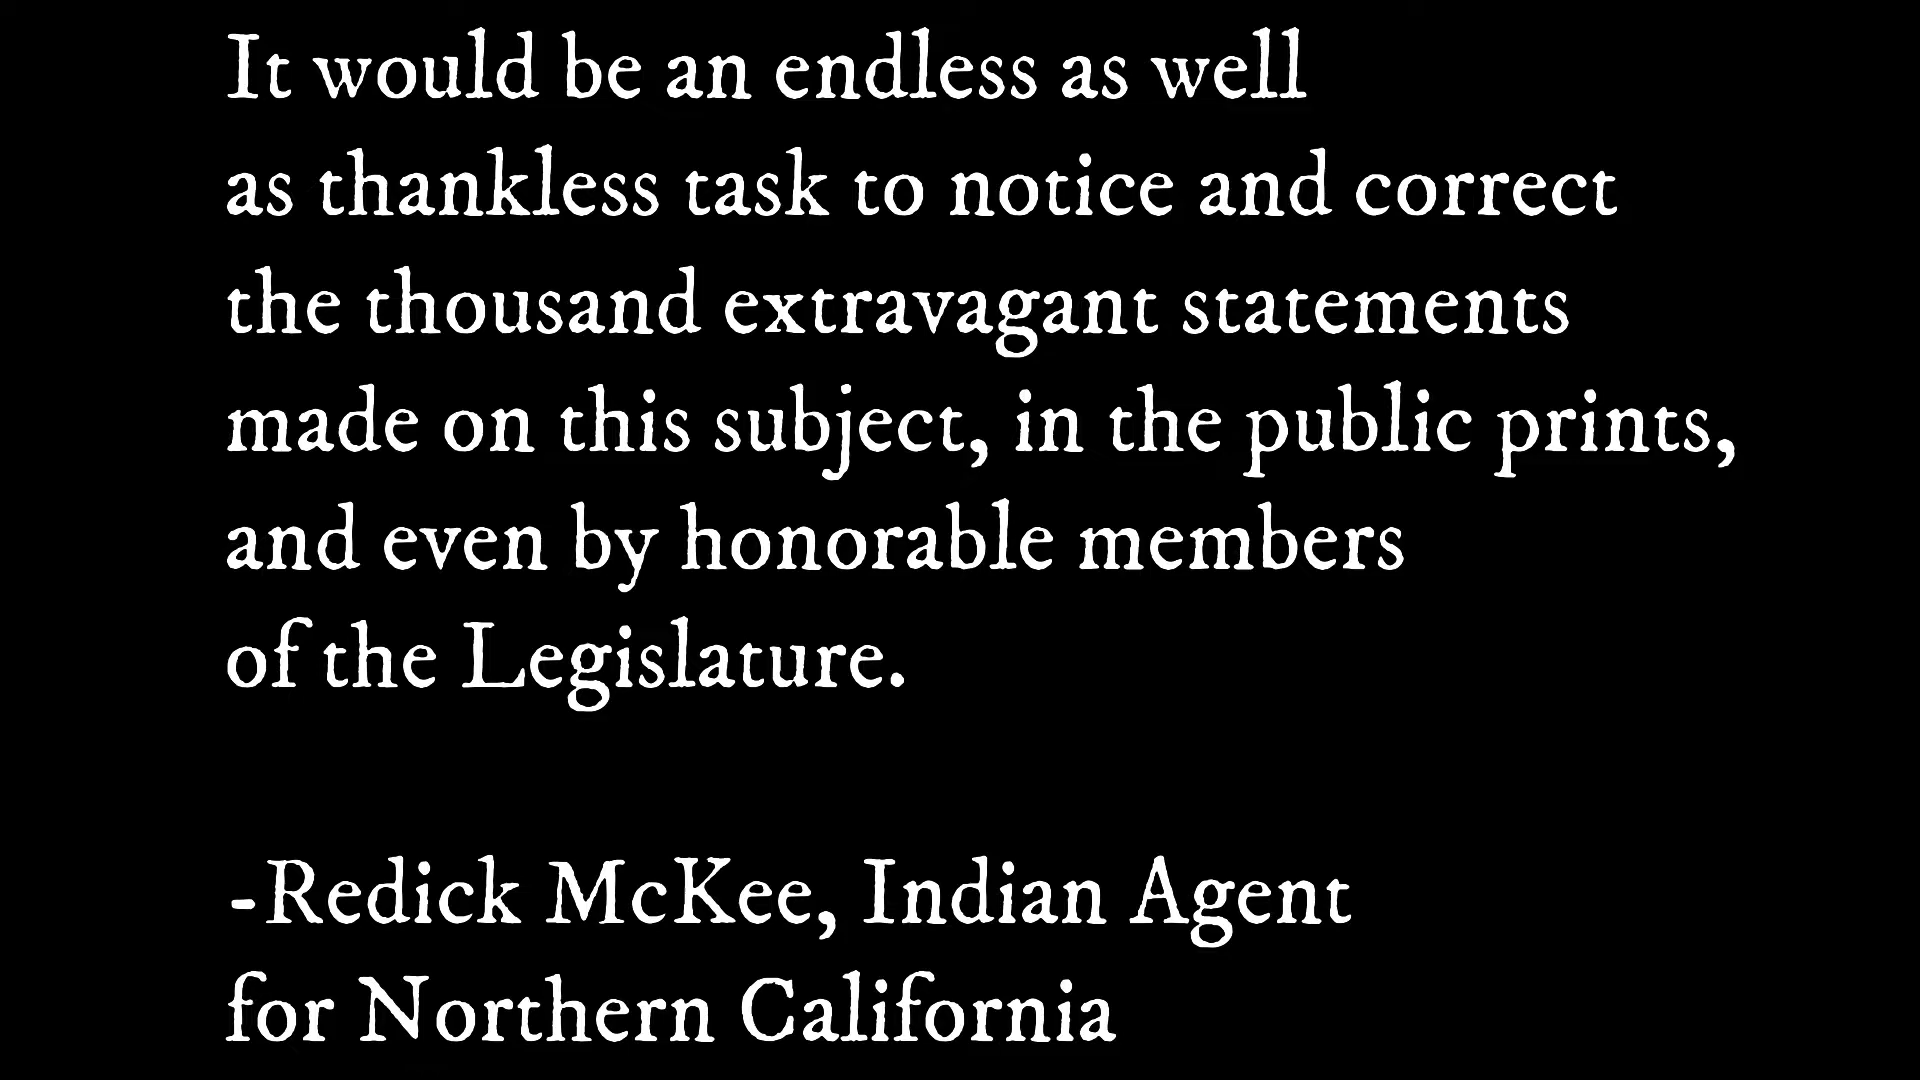 It would be an endless as well
as thankless task to notice and correct
the thousand extravagant statements
made on this subject, in the public prints,
and even by honorable members
of the Legislature.
-Redick McKee, Indian Agent
for Northern California